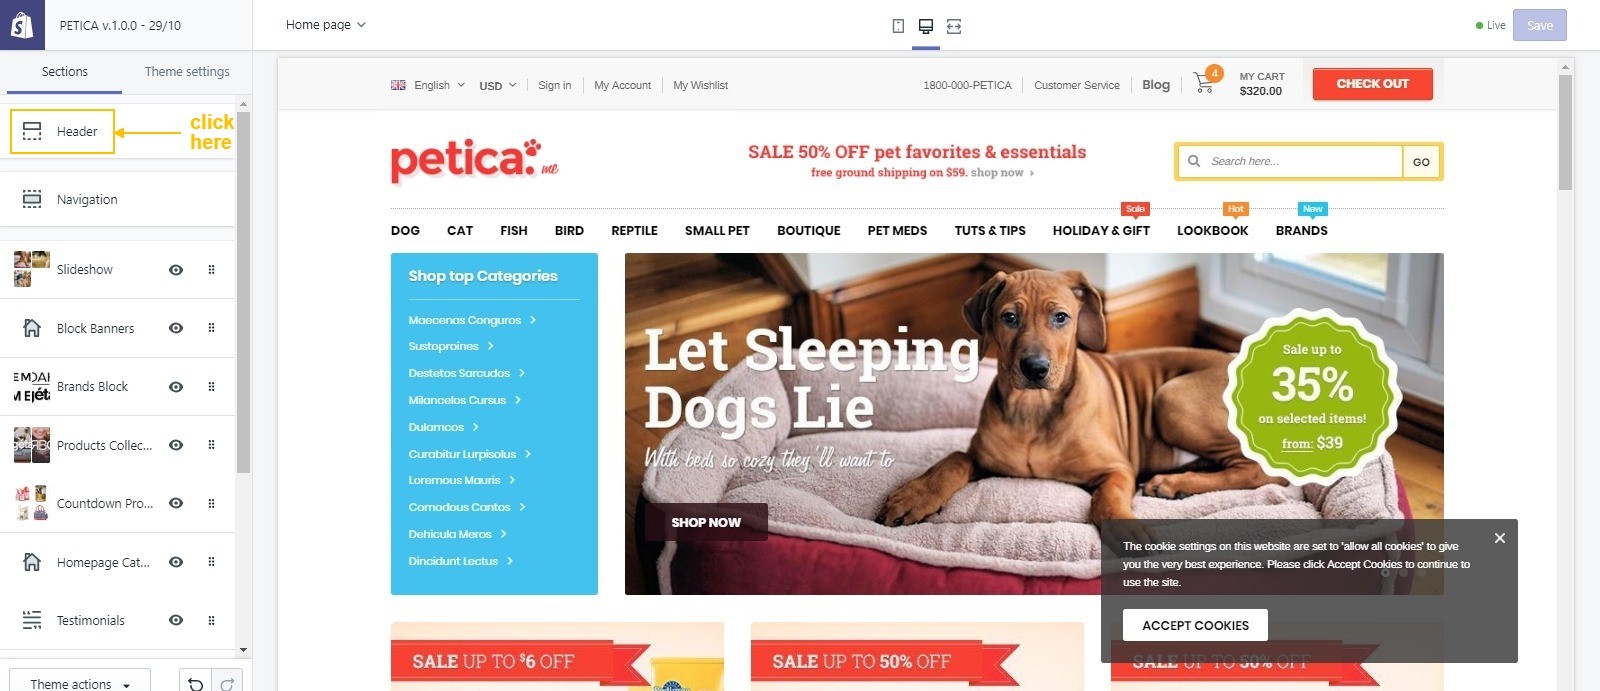 PETICA v.1.0.0 - 29/10
Home page
Live
Save
Sections
Theme settings
Header
click
here
Navigation
Slideshow
Block Banners
Brands Block
Products Collec...
Countdown Pro...
Homepage Cat...
Testimonials
Theme actions
English
USD
Sign in
My Account
My Wishlist
1800-000-PETICA
Customer Service
Blog
4
MY CART
$320.00
CHECK OUT
petica.me
SALE 50% OFF pet favorites & essentials
free ground shipping on $59. shop now
Search here...
GO
Sale
Hot
New
DOG CAT FISH BIRD REPTILE SMALL PET BOUTIQUE PET MEDS TUTS & TIPS HOLIDAY & GIFT LOOKBOOK BRANDS
Shop top Categories
Maecenas Conguros
Sustoproines
Destetos Sarcudos
Milancelos Cursus
Dulamcos
Curabitur Lurpisolus
Loremous Mauris
Comodous Cantos
Dehicula Meros
Dincidunt Lectus
Let Sleeping
Dogs Lie
With beds so cozy they'll want to
SHOP NOW
Sale up to
35%
on selected items!
from: $39
The cookie settings on this website are set to 'allow all cookies' to give
you the very best experience. Please click Accept Cookies to continue to
use the site.
ACCEPT COOKIES
SALE UP TO $6 OFF
SALE UP TO 50% OFF
SALE UP TO 50% OFF